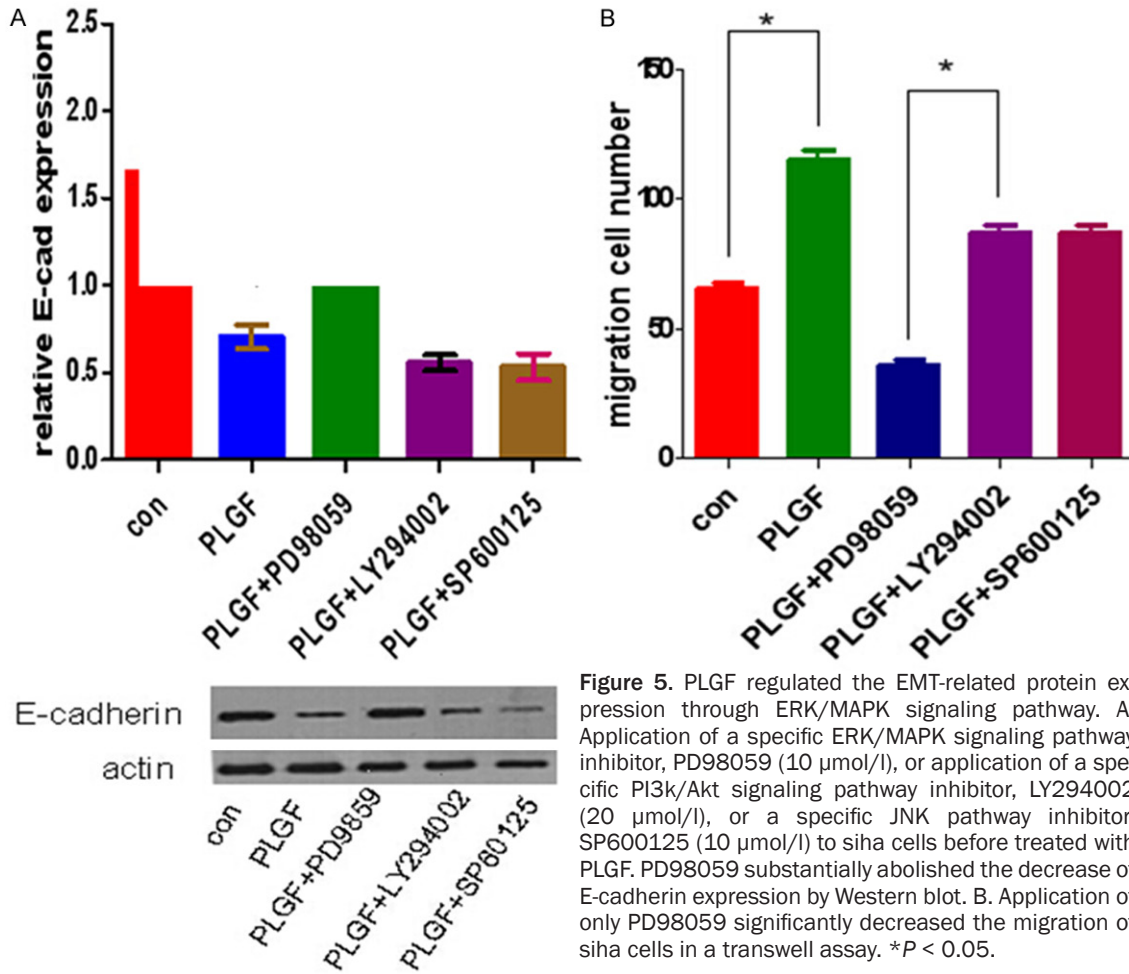 A
relative E-cad expression
2.5
2.0
1.5
1.0
0.5
0.0
con
PLGF
PLGF+PD98059
PLGF+LY294002
PLGF+SP600125
B
migration cell number
150
100
50
0
*
*
con
PLGF
PLGF+PD98059
PLGF+LY294002
PLGF+SP600125
E-cadherin
actin
con
PLGF
PLGF+PD9859
PLGF+LY294002
PLGF+SP60125
Figure 5. PLGF regulated the EMT-related protein ex-
pression through ERK/MAPK signaling pathway. A
Application of a specific ERK/MAPK signaling pathway
inhibitor, PD98059 (10 μmol/l), or application of a spe-
cific PI3k/Akt signaling pathway inhibitor, LY294002
(20 μmol/l), or a specific JNK pathway inhibitor
SP600125 (10 μmol/l) to siha cells before treated with
PLGF. PD98059 substantially abolished the decrease o
E-cadherin expression by Western blot. B. Application o
only PD98059 significantly decreased the migration o
siha cells in a transwell assay. *P < 0.05.